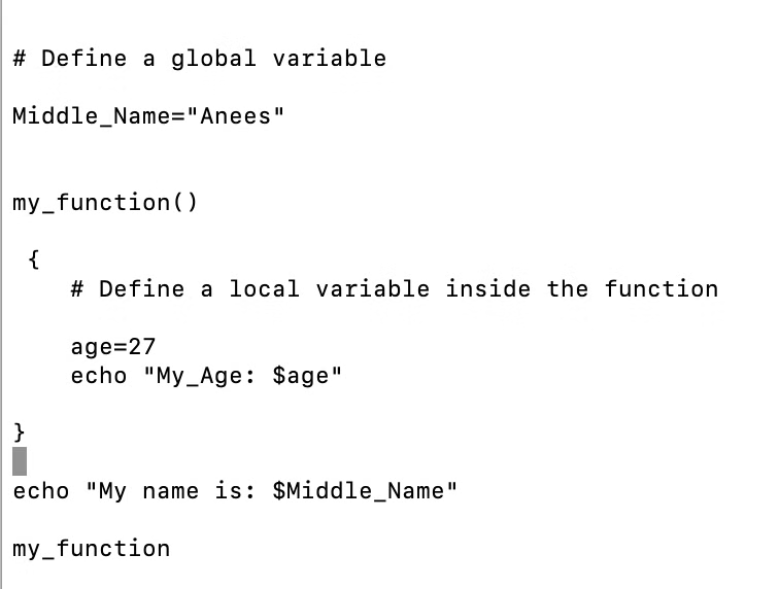 # Define a global variable
Middle_Name="Anees"
my_function()
{
# Define a local variable inside the function
age=27
echo "My_Age: $age"
}
echo "My name is: $Middle_Name"
my_function